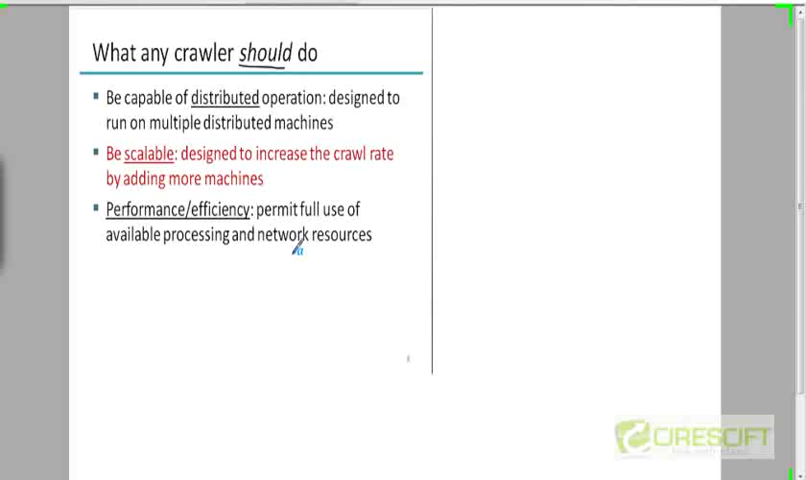 What any crawler should do
Be capable of distributed operation: designed to
run on multiple distributed machines
Be scalable: designed to increase the crawl rate
by adding more machines
Performance/efficiency: permit full use of
available processing and network resources
CIRESCIFT